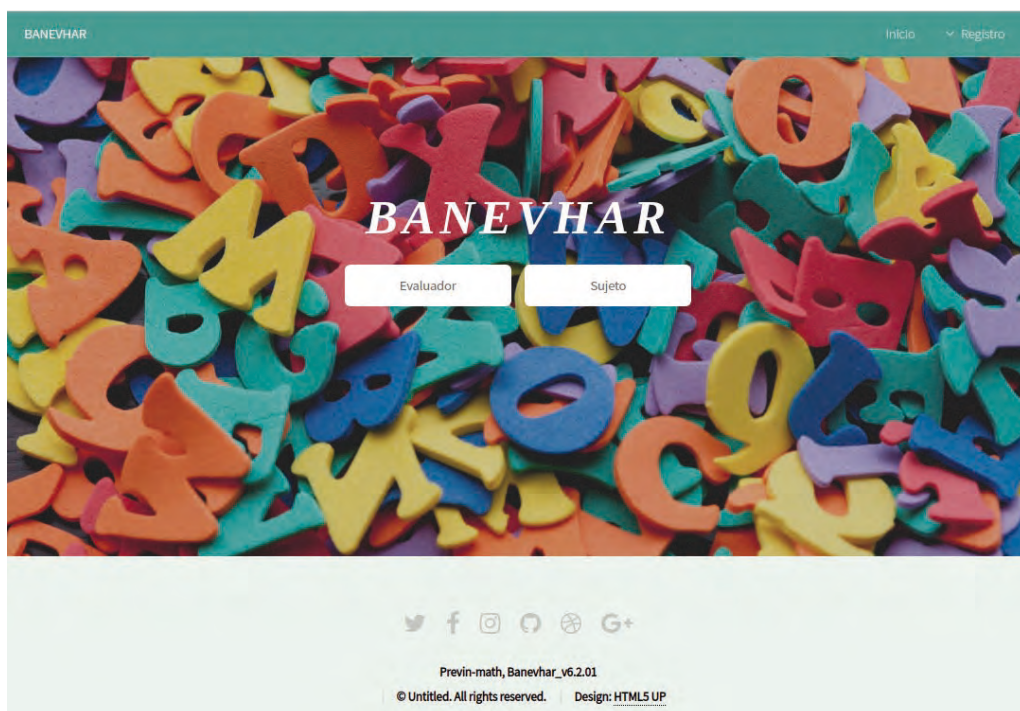 BANEVHAR Inicio Registro
BANEVHAR
Evaluador Sujeto
Previn-math, Banevhar_v6.2.01
© Untitled. All rights reserved. Design: HTML5 UP